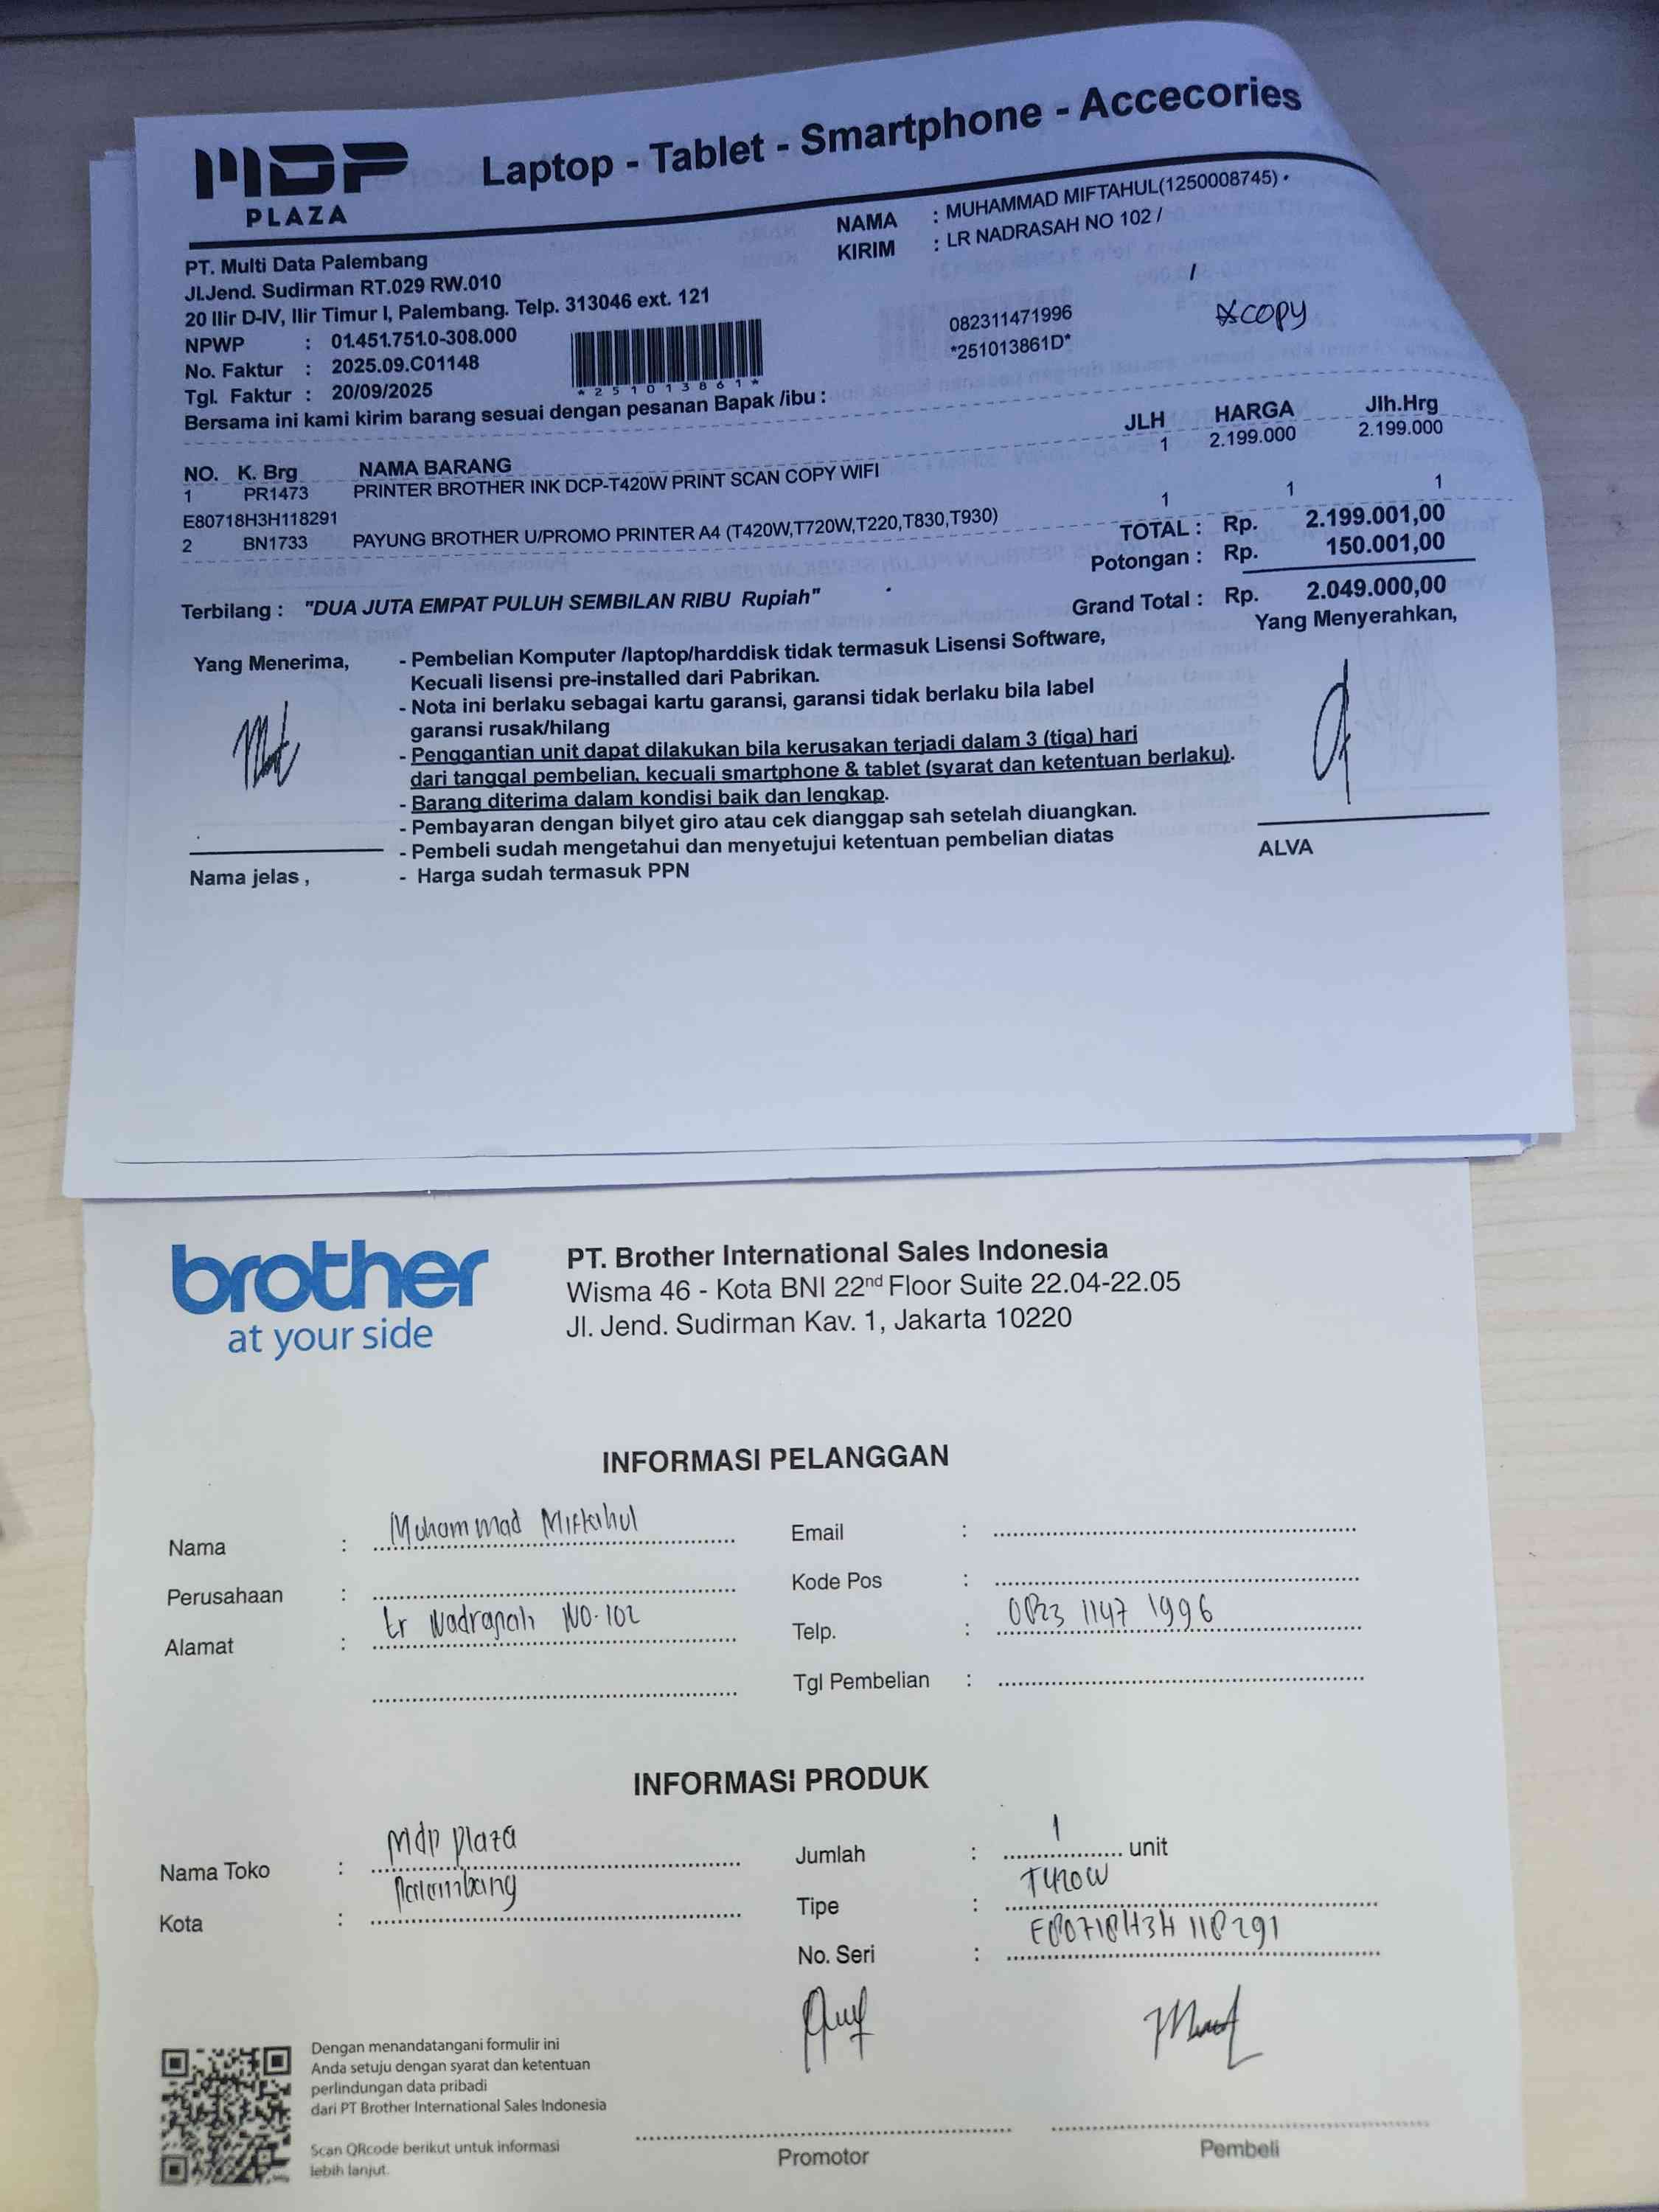 MDP
PLAZA
Laptop - Tablet - Smartphone - Accecories
NAMA : MUHAMMAD MIFTAHUL(1250008745)
KIRIM : LR NADRASAH NO 102 /
/
PT. Multi Data Palembang
Jl.Jend. Sudirman RT.029 RW.010
20 Ilir D-IV, Ilir Timur I, Palembang. Telp. 313046 ext. 121
NPWP : 01.451.751.0-308.000
No. Faktur : 2025.09.C01148
Tgl. Faktur : 20/09/2025
*251013861*
082311471996
*251013861D*
copy
Bersama ini kami kirim barang sesuai dengan pesanan Bapak /ibu :
NO. K. Brg NAMA BARANG JLH HARGA Jlh.Hrg
1 PR1473 PRINTER BROTHER INK DCP-T420W PRINT SCAN COPY WIFI 1 2.199.000 2.199.000
E80718H3H118291
2 BN1733 PAYUNG BROTHER U/PROMO PRINTER A4 (T420W,T720W,T220,T830,T930) 1 1 1
TOTAL : Rp. 2.199.001,00
Potongan : Rp. 150.001,00
Terbilang : "DUA JUTA EMPAT PULUH SEMBILAN RIBU Rupiah"
Grand Total : Rp. 2.049.000,00
Yang Menerima,
Yang Menyerahkan,
- Pembelian Komputer /laptop/harddisk tidak termasuk Lisensi Software,
Kecuali lisensi pre-installed dari Pabrikan.
- Nota ini berlaku sebagai kartu garansi, garansi tidak berlaku bila label
garansi rusak/hilang
- Penggantian unit dapat dilakukan bila kerusakan terjadi dalam 3 (tiga) hari
dari tanggal pembelian, kecuali smartphone & tablet (syarat dan ketentuan berlaku).
- Barang diterima dalam kondisi baik dan lengkap.
- Pembayaran dengan bilyet giro atau cek dianggap sah setelah diuangkan.
- Pembeli sudah mengetahui dan menyetujui ketentuan pembelian diatas
- Harga sudah termasuk PPN
Nama jelas ,
ALVA
brother
at your side
PT. Brother International Sales Indonesia
Wisma 46 - Kota BNI 22nd Floor Suite 22.04-22.05
Jl. Jend. Sudirman Kav. 1, Jakarta 10220
INFORMASI PELANGGAN
Nama : Muhammad Miftahul
Email :
Perusahaan :
Kode Pos :
Alamat : Lr Nadrasah NO.102
Telp. : 0823 1147 1996
Tgl Pembelian :
INFORMASI PRODUK
Nama Toko : Mdp Plaza
Jumlah : 1 unit
Kota : Palembang
Tipe : T420W
No. Seri : E80718H3H118291
Dengan menandatangani formulir ini
Anda setuju dengan syarat dan ketentuan
perlindungan data pribadi
dari PT Brother International Sales Indonesia
Scan QRcode berikut untuk informasi
lebih lanjut.
Promotor
Pembeli